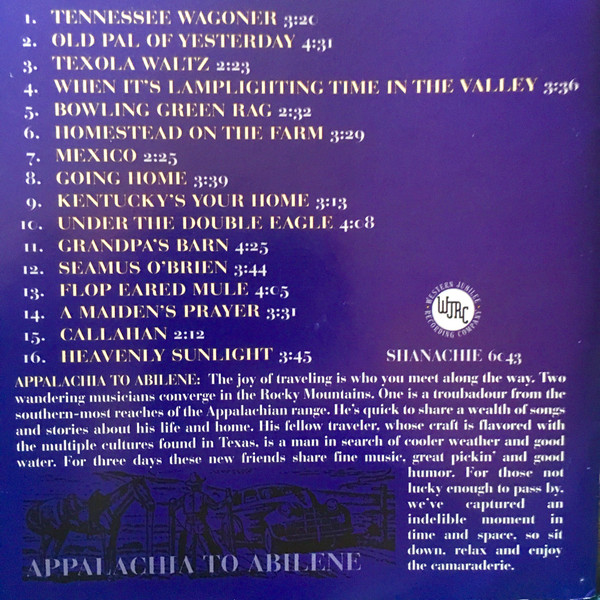 1. TENNESSEE WAGONER 3:20
2. OLD PAL OF YESTERDAY 4:31
3. TEXOLA WALTZ 2:23
4. WHEN IT'S LAMPLIGHTING TIME IN THE VALLEY 3:36
5. BOWLING GREEN RAG 2:32
6. HOMESTEAD ON THE FARM 3:29
7. MEXICO 2:25
8. GOING HOME 3:39
9. KENTUCKY'S YOUR HOME 3:13
10. UNDER THE DOUBLE EAGLE 4:08
11. GRANDPA'S BARN 4:25
12. SEAMUS O'BRIEN 3:44
13. FLOP EARED MULE 4:05
14. A MAIDEN'S PRAYER 3:31
15. CALLAHAN 2:12
16. HEAVENLY SUNLIGHT 3:45
WESTERN JUBILEE
WJRC
RECORDING COMPANY
SHANACHIE 6043
APPALACHIA TO ABILENE: The joy of traveling is who you meet along the way. Two
wandering musicians converge in the Rocky Mountains. One is a troubadour from the
southern-most reaches of the Appalachian range. He's quick to share a wealth of songs
and stories about his life and home. His fellow traveler, whose craft is flavored with
the multiple cultures found in Texas, is a man in search of cooler weather and good
water. For three days these new friends share fine music, great pickin' and good
humor. For those not
lucky enough to pass by,
we've captured an
indelible moment in
time and space, so sit
down, relax and enjoy
the camaraderie.
APPALACHIA TO ABILENE